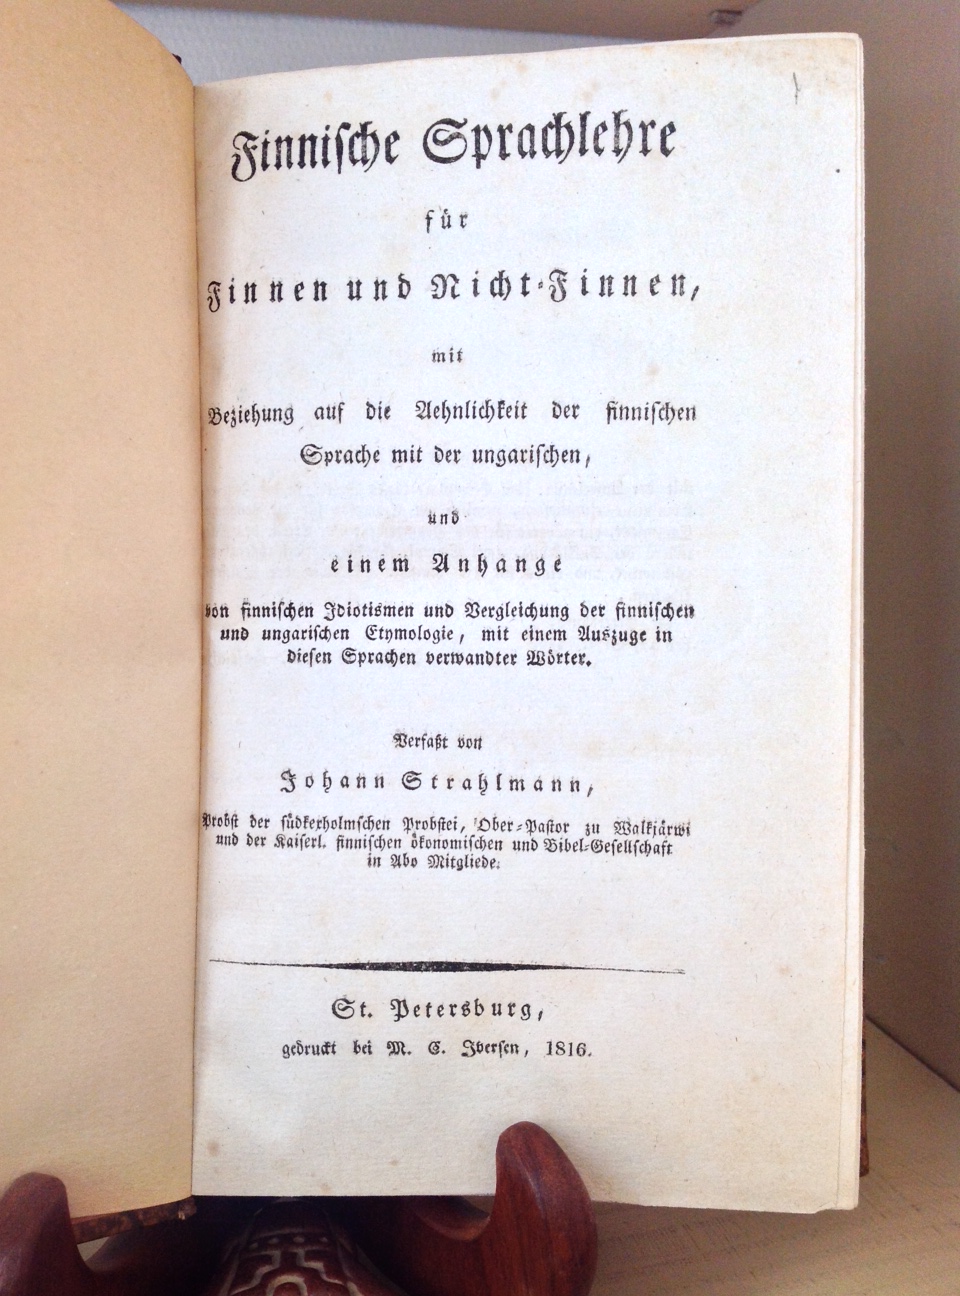 Finnische Sprachlehre
für
Finnen und Nicht-Finnen,
mit
Beziehung auf die Aehnlichkeit der finnischen
Sprache mit der ungarischen,
und
einem Anhange
von finnischen Idiotismen und Vergleichung der finnischen
und ungarischen Etymologie, mit einem Auszuge in
diesen Sprachen verwandter Wörter.
Verfaßt von
Johann Strahlmann,
Probst der südkexholmschen Probstei, Ober-Pastor zu Walkjärwi
und der Kaiserl. finnischen ökonomischen und Bibel-Gesellschaft
in Abo Mitgliede.
St. Petersburg,
gedruckt bei M. C. Iversen, 1816.